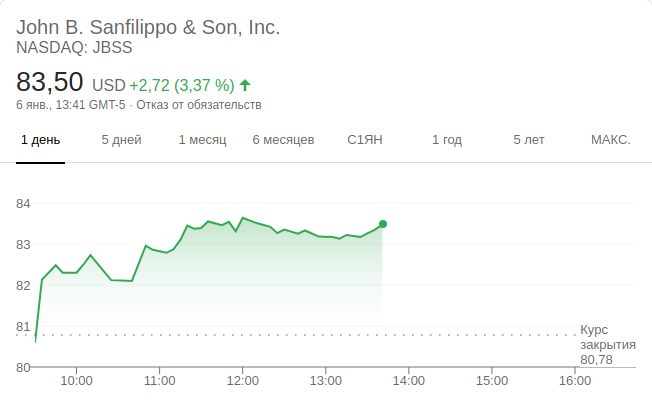 John B. Sanfilippo & Son, Inc.
NASDAQ: JBSS
83,50 USD +2,72 (3,37 %)
6 янв., 13:41 GMT-5 · Отказ от обязательств
1 день 5 дней 1 месяц 6 месяцев С1ЯН 1 год 5 лет МАКС.
84
83
82
81
80
Курс
закрытия
80,78
10:00 11:00 12:00 13:00 14:00 15:00 16:00